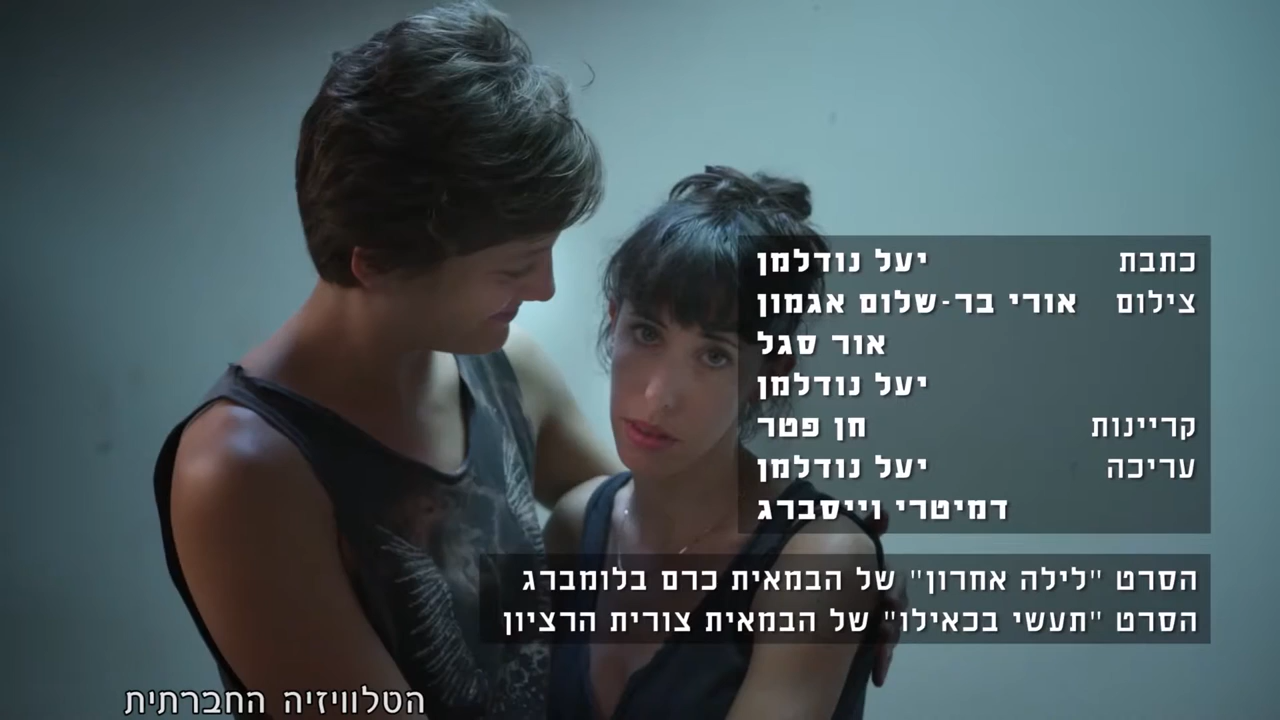 כתבת יעל נודלמן
צילום אורי בר-שלום אגמון
אור סגל
יעל נודלמן
קריינות חן פטר
עריכה יעל נודלמן
דמיטרי וייסברג
הסרט "לילה אחרון" של הבמאית כרם בלומברג
הסרט "תעשי בכאילו" של הבמאית צורית הרציון
הטלוויזיה החברתית